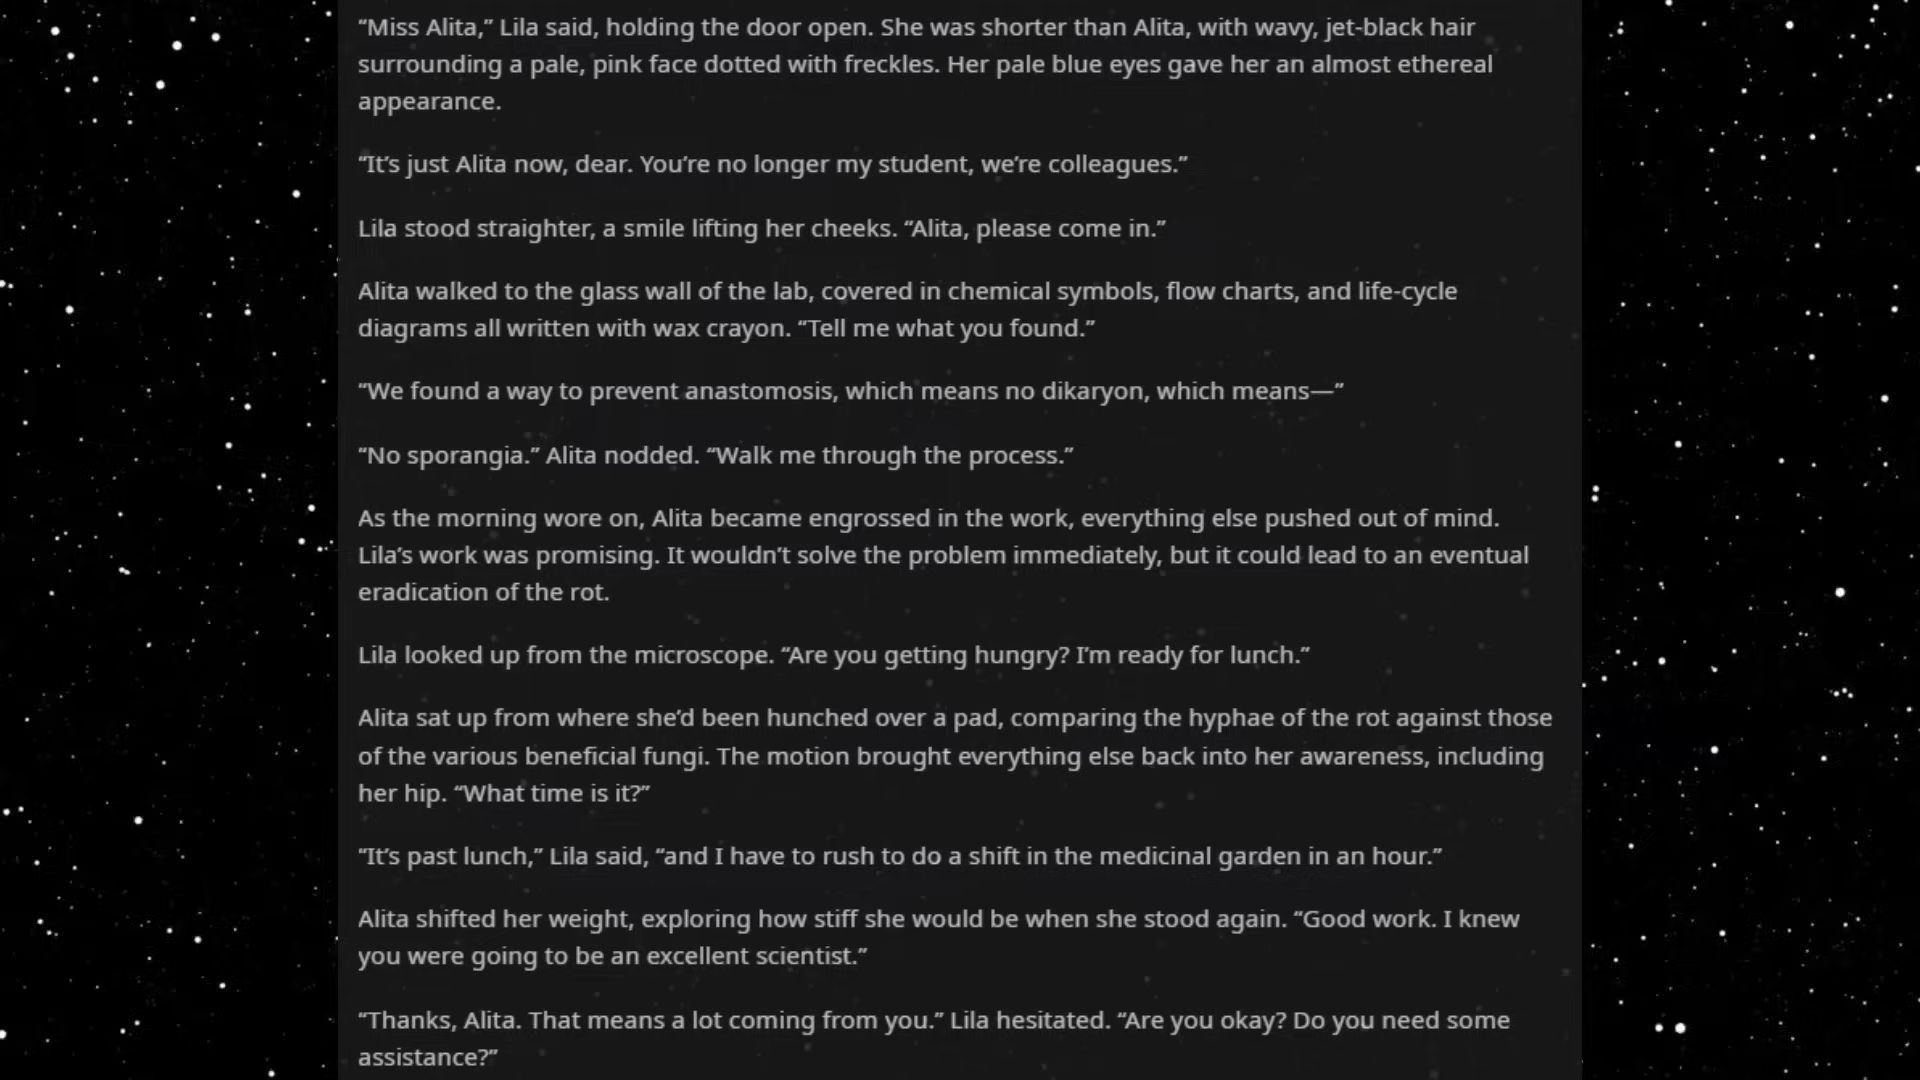 “Miss Alita,” Lila said, holding the door open. She was shorter than Alita, with wavy, jet-black hair
surrounding a pale, pink face dotted with freckles. Her pale blue eyes gave her an almost ethereal
appearance.
“It’s just Alita now, dear. You’re no longer my student, we’re colleagues.”
Lila stood straighter, a smile lifting her cheeks. “Alita, please come in.”
Alita walked to the glass wall of the lab, covered in chemical symbols, flow charts, and life-cycle
diagrams all written with wax crayon. “Tell me what you found.”
“We found a way to prevent anastomosis, which means no dikaryon, which means—”
“No sporangia.” Alita nodded. “Walk me through the process.”
As the morning wore on, Alita became engrossed in the work, everything else pushed out of mind.
Lila’s work was promising. It wouldn’t solve the problem immediately, but it could lead to an eventual
eradication of the rot.
Lila looked up from the microscope. “Are you getting hungry? I’m ready for lunch.”
Alita sat up from where she’d been hunched over a pad, comparing the hyphae of the rot against those
of the various beneficial fungi. The motion brought everything else back into her awareness, including
her hip. “What time is it?”
“It’s past lunch,” Lila said, “and I have to rush to do a shift in the medicinal garden in an hour.”
Alita shifted her weight, exploring how stiff she would be when she stood again. “Good work. I knew
you were going to be an excellent scientist.”
“Thanks, Alita. That means a lot coming from you.” Lila hesitated. “Are you okay? Do you need some
assistance?”